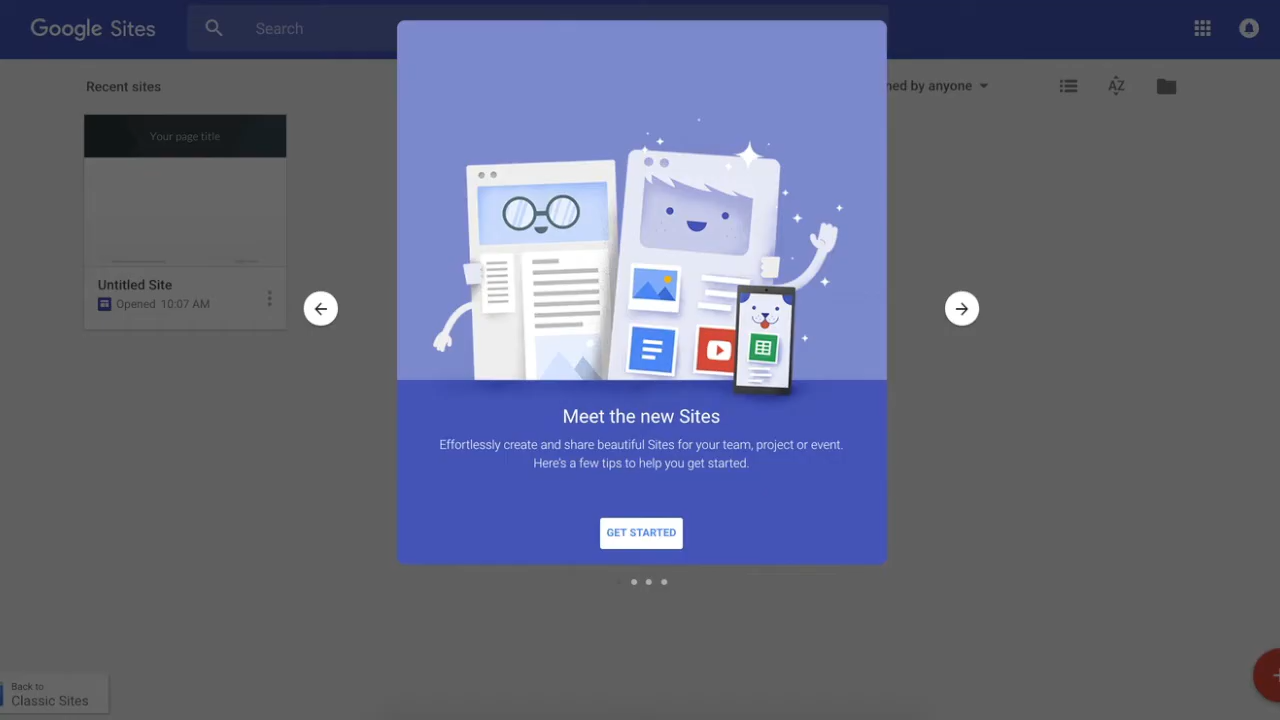 Google Sites
Search
Recent sites
ned by anyone
AZ
Your page title
Untitled Site
Opened 10:07 AM
Meet the new Sites
Effortlessly create and share beautiful Sites for your team, project or event.
Here's a few tips to help you get started.
GET STARTED
Back to
Classic Sites